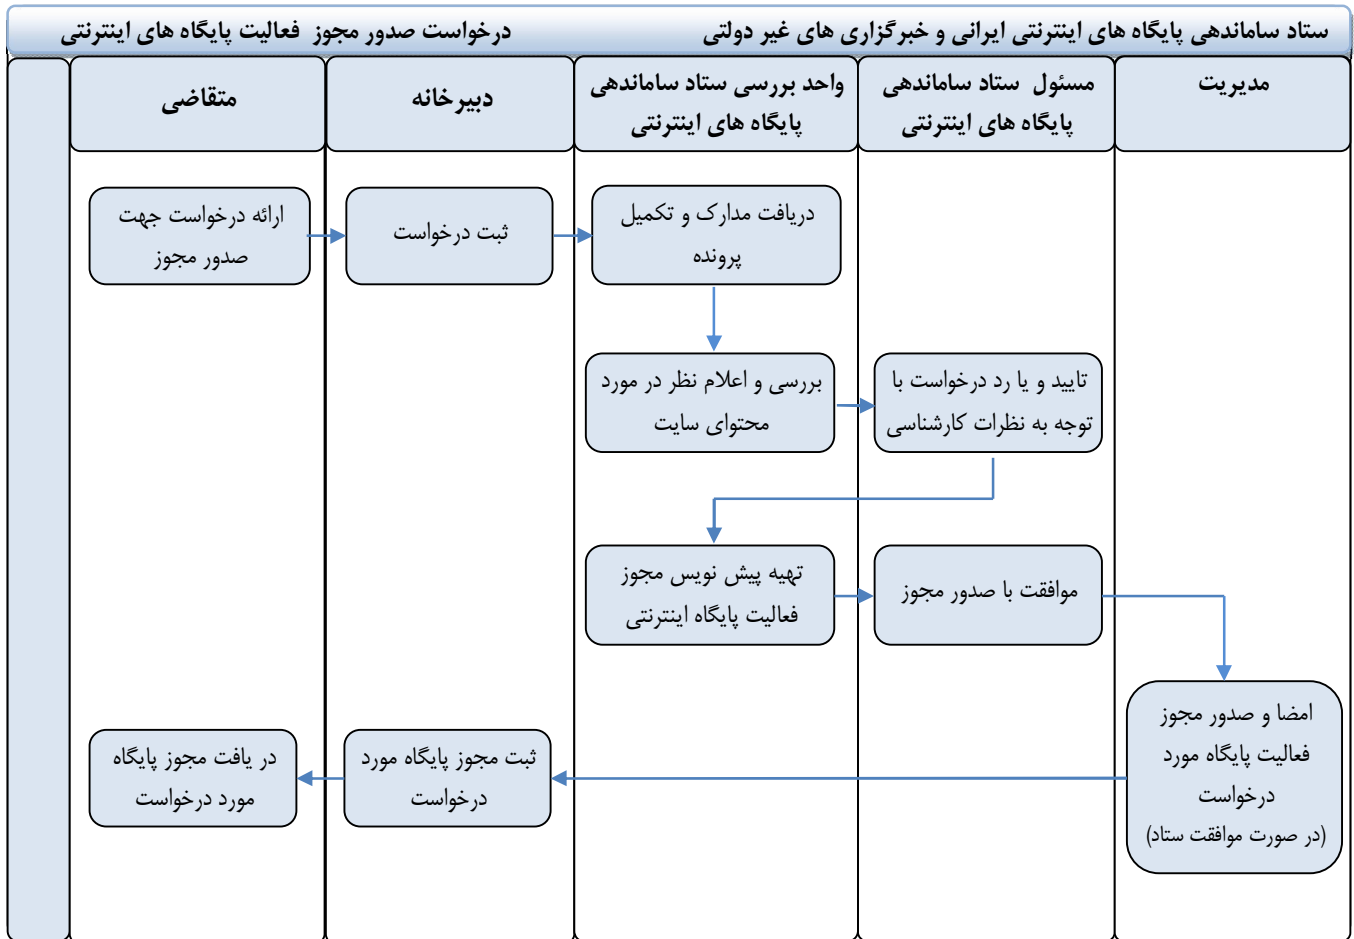 ستاد ساماندهی پایگاه های اینترنتی ایرانی و خبرگزاری های غیر دولتی
درخواست صدور مجوز فعالیت پایگاه های اینترنتی
مدیریت
مسئول ستاد ساماندهی
پایگاه های اینترنتی
واحد بررسی ستاد ساماندهی
پایگاه های اینترنتی
دبیرخانه
متقاضی
ارائه درخواست جهت
صدور مجوز
ثبت درخواست
دریافت مدارک و تکمیل
پرونده
بررسی و اعلام نظر در مورد
محتوای سایت
تایید و یا رد درخواست با
توجه به نظرات کارشناسی
تهیه پیش نویس مجوز
فعالیت پایگاه اینترنتی
موافقت با صدور مجوز
امضا و صدور مجوز
فعالیت پایگاه مورد
درخواست
(در صورت موافقت ستاد)
ثبت مجوز پایگاه مورد
درخواست
در یافت مجوز پایگاه
مورد درخواست